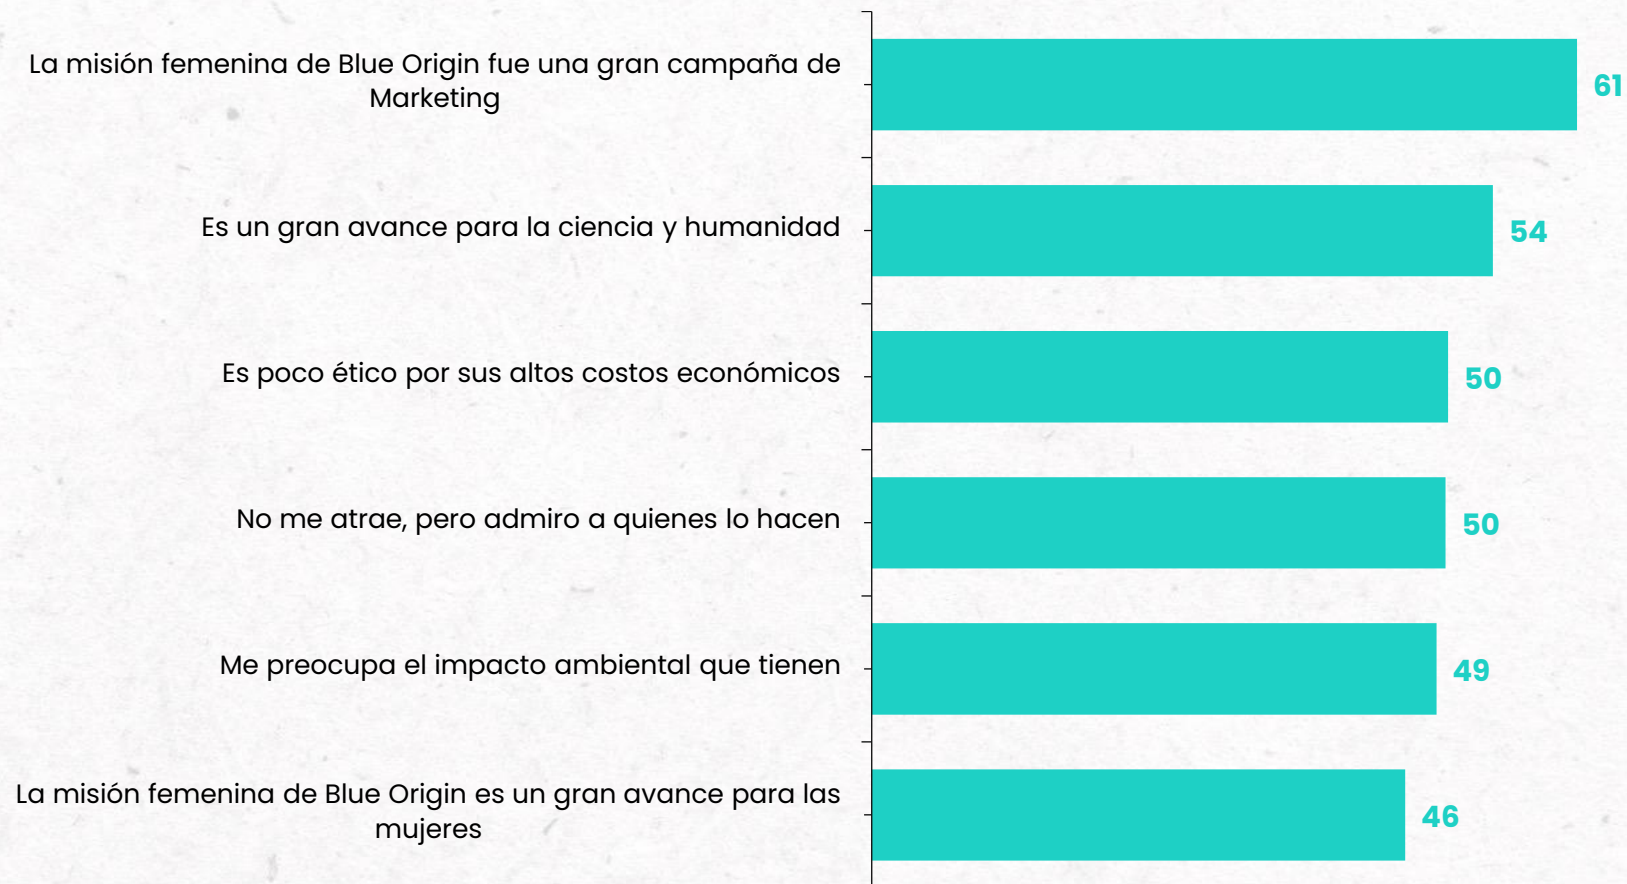 La misión femenina de Blue Origin fue una gran campaña de
Marketing
61
Es un gran avance para la ciencia y humanidad
54
Es poco ético por sus altos costos económicos
50
No me atrae, pero admiro a quienes lo hacen
50
Me preocupa el impacto ambiental que tienen
49
La misión femenina de Blue Origin es un gran avance para las
mujeres
46